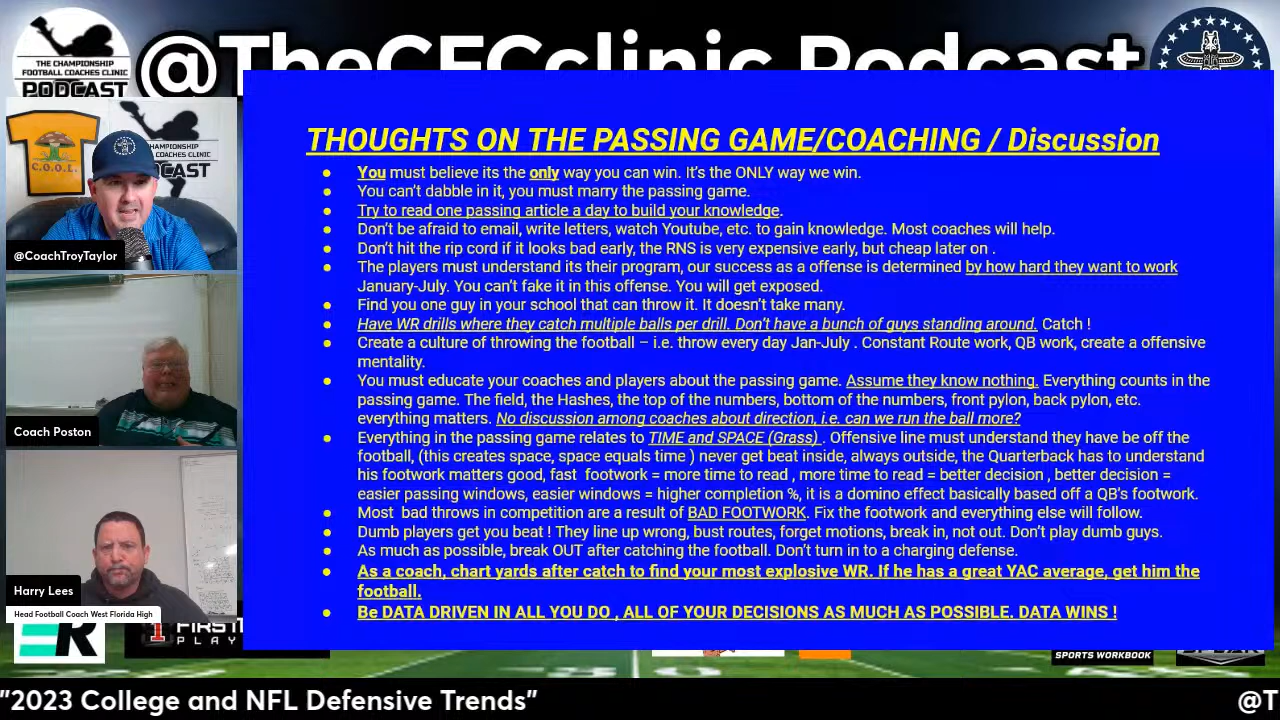 THE CHAMPIONSHIP
FOOTBALL COACHES CLINIC
PODCAST
@TheCFCclinic Podcast
C.O.O.L.
HAMPIONSHIP
COACHES CLINIC
CAST
@CoachTroyTaylor
Coach Poston
Harry Lees
Head Football Coach West Florida High
THOUGHTS ON THE PASSING GAME/COACHING / Discussion
● You must believe its the only way you can win. It's the ONLY way we win.
● You can't dabble in it, you must marry the passing game.
● Try to read one passing article a day to build your knowledge.
● Don't be afraid to email, write letters, watch Youtube, etc. to gain knowledge. Most coaches will help.
● Don't hit the rip cord if it looks bad early, the RNS is very expensive early, but cheap later on .
● The players must understand its their program, our success as a offense is determined by how hard they want to work
January-July. You can't fake it in this offense. You will get exposed.
● Find you one guy in your school that can throw it. It doesn't take many.
● Have WR drills where they catch multiple balls per drill. Don't have a bunch of guys standing around. Catch !
● Create a culture of throwing the football – i.e. throw every day Jan-July . Constant Route work, QB work, create a offensive
mentality.
● You must educate your coaches and players about the passing game. Assume they know nothing. Everything counts in the
passing game. The field, the Hashes, the top of the numbers, bottom of the numbers, front pylon, back pylon, etc.
everything matters. No discussion among coaches about direction, i.e. can we run the ball more?
● Everything in the passing game relates to TIME and SPACE (Grass) . Offensive line must understand they have be off the
football, (this creates space, space equals time ) never get beat inside, always outside, the Quarterback has to understand
his footwork matters good, fast footwork = more time to read , more time to read = better decision , better decision =
easier passing windows, easier windows = higher completion %, it is a domino effect basically based off a QB's footwork.
● Most bad throws in competition are a result of BAD FOOTWORK. Fix the footwork and everything else will follow.
● Dumb players get you beat ! They line up wrong, bust routes, forget motions, break in, not out. Don't play dumb guys.
● As much as possible, break OUT after catching the football. Don't turn in to a charging defense.
● As a coach, chart yards after catch to find your most explosive WR. If he has a great YAC average, get him the
football.
● Be DATA DRIVEN IN ALL YOU DO , ALL OF YOUR DECISIONS AS MUCH AS POSSIBLE. DATA WINS !
ER
FIRST
PLAY
SPORTS WORKBOOK
"2023 College and NFL Defensive Trends"
@T